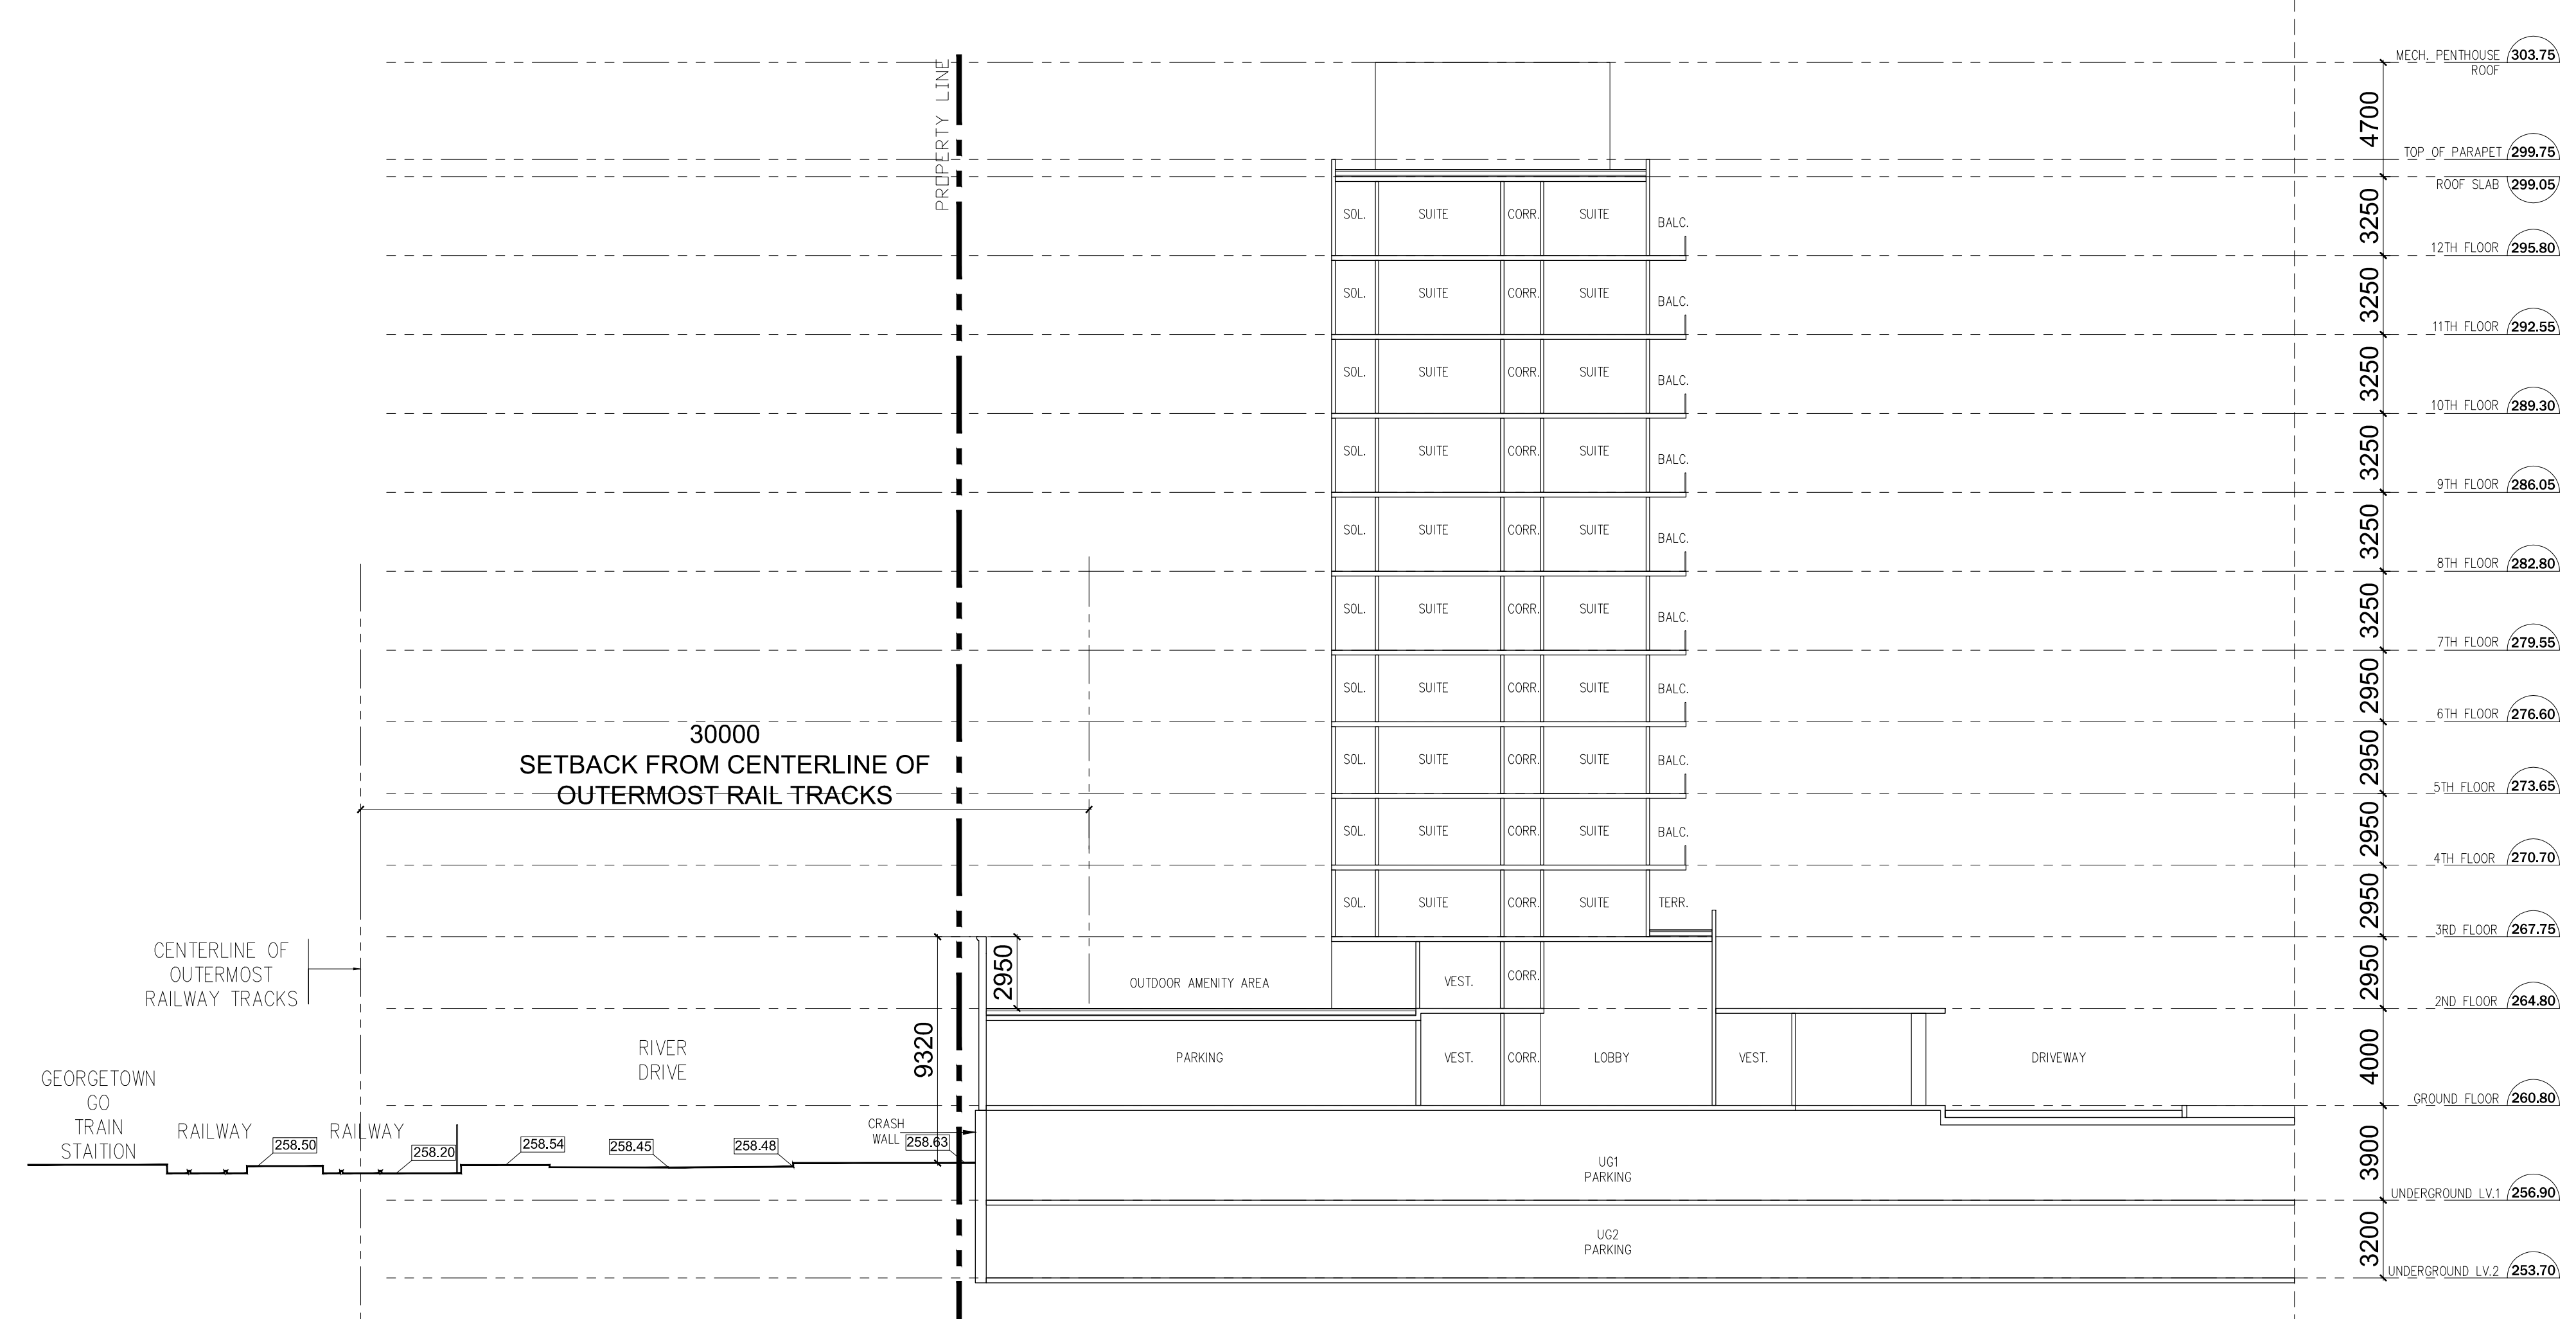 MECH. PENTHOUSE 303.75
ROOF
PROPERTY LINE
4700
TOP OF PARAPET 299.75
ROOF SLAB 299.05
SOL. SUITE CORR. SUITE BALC.
3250
12TH FLOOR 295.80
SOL. SUITE CORR. SUITE BALC.
3250
11TH FLOOR 292.55
SOL. SUITE CORR. SUITE BALC.
3250
10TH FLOOR 289.30
SOL. SUITE CORR. SUITE BALC.
3250
9TH FLOOR 286.05
SOL. SUITE CORR. SUITE BALC.
3250
8TH FLOOR 282.80
SOL. SUITE CORR. SUITE BALC.
3250
7TH FLOOR 279.55
SOL. SUITE CORR. SUITE BALC.
2950
6TH FLOOR 276.60
30000
SETBACK FROM CENTERLINE OF
OUTERMOST RAIL TRACKS
SOL. SUITE CORR. SUITE BALC.
2950
5TH FLOOR 273.65
SOL. SUITE CORR. SUITE BALC.
2950
4TH FLOOR 270.70
SOL. SUITE CORR. SUITE TERR.
2950
3RD FLOOR 267.75
CENTERLINE OF
OUTERMOST
RAILWAY TRACKS
2950
OUTDOOR AMENITY AREA
VEST. CORR.
2950
2ND FLOOR 264.80
9320
RIVER
DRIVE
PARKING VEST. CORR. LOBBY VEST. DRIVEWAY
4000
GROUND FLOOR 260.80
GEORGETOWN
GO
TRAIN
STAITION
RAILWAY
RAILWAY
258.50
258.20
258.54
258.45
258.48
CRASH
WALL
258.63
UG1
PARKING
3900
UNDERGROUND LV.1 256.90
UG2
PARKING
3200
UNDERGROUND LV.2 253.70